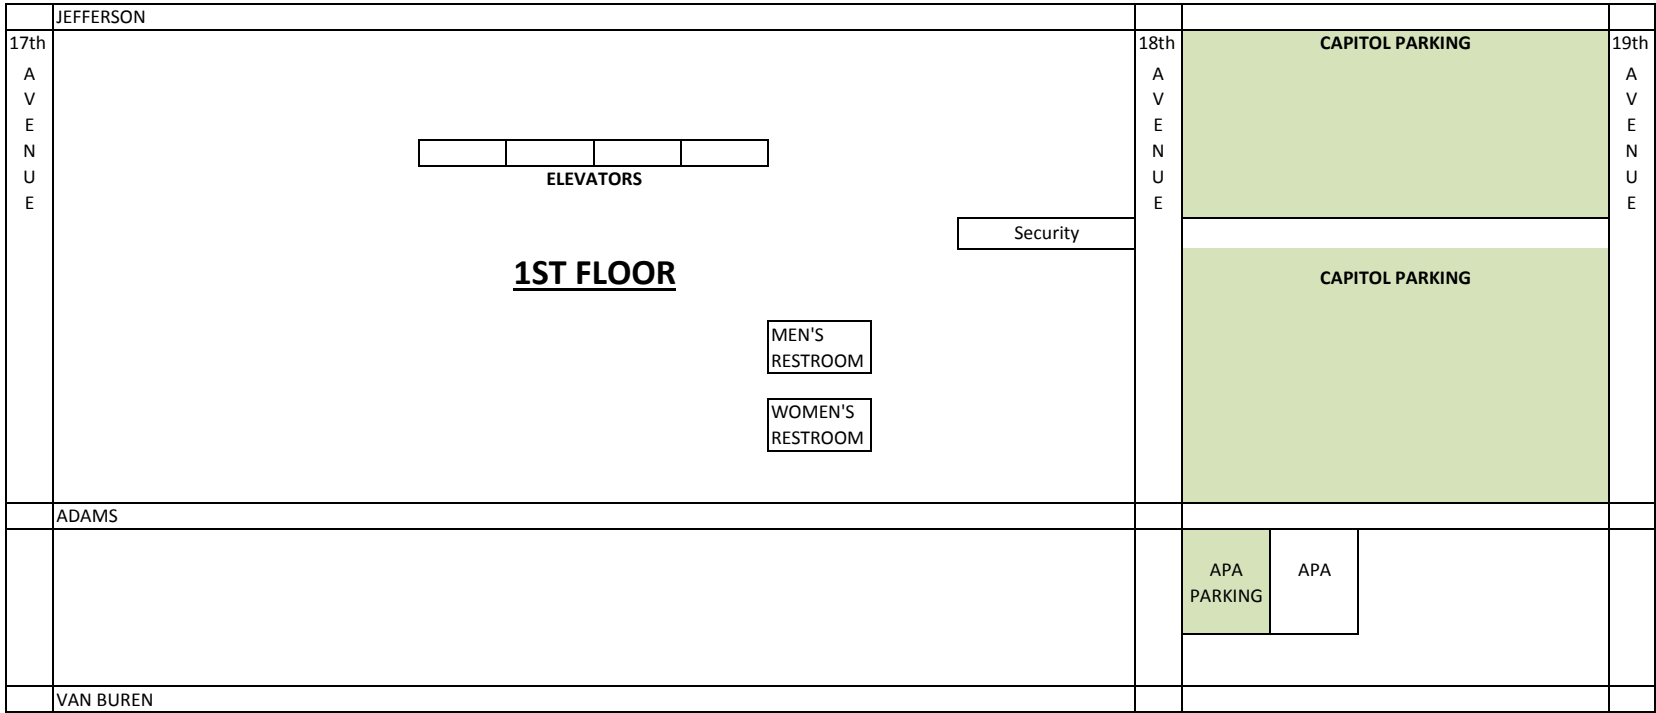 JEFFERSON
17th
A
V
E
N
U
E
ELEVATORS
Security
1ST FLOOR
MEN'S
RESTROOM
WOMEN'S
RESTROOM
18th
A
V
E
N
U
E
CAPITOL PARKING
CAPITOL PARKING
19th
A
V
E
N
U
E
ADAMS
APA
PARKING
APA
VAN BUREN